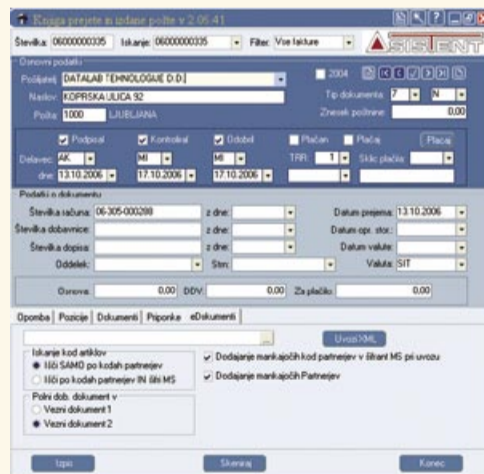 Knjiga prejete in izdane pošte v 2.06.41
Številka: 06000000335 Iskanje: 06000000335 Filter: Vse fakture
ASISTENT
Osnovni podatki
Pošiljatelj: DATALAB TEHNOLOGIJE D.D. 2004
Naslov: KOPRSKA ULICA 92 Tip dokumenta: 7 N
Pošta: 1000 LJUBLJANA Znesek poštnine: 0,00
Podpisal Kontroliral Odobril Plačan Plačaj Plačaj
Delavec: AK MI MI TRR: 1 Sklic plačila:
dne: 13.10.2006 17.10.2006 17.10.2006
Podatki o dokumentu
Številka računa: 06-305-000288 z dne: Datum prejema: 13.10.2006
Številka dobavnice: z dne: Datum opr. stor.:
Številka dopisa: z dne: Datum valute:
Oddelek: Stm: Valuta: SIT
Osnova: 0,00 DDV: 0,00 Za plačilo: 0,00
Opomba Pozicije Dokumenti Priponke eDokumenti
... Uvozi XML
Iskanje kod artiklov
Išči SAMO po kodah partnerjev
Išči po kodah partnerjev IN šifri MS
Dodajanje mankajočih kod partnerjev v šifrant MS pri uvozu
Dodajanje mankajočih Partnerjev
Polni dob. dokument v
Vezni dokument 1
Vezni dokument 2
Izpis Skeniraj Konec